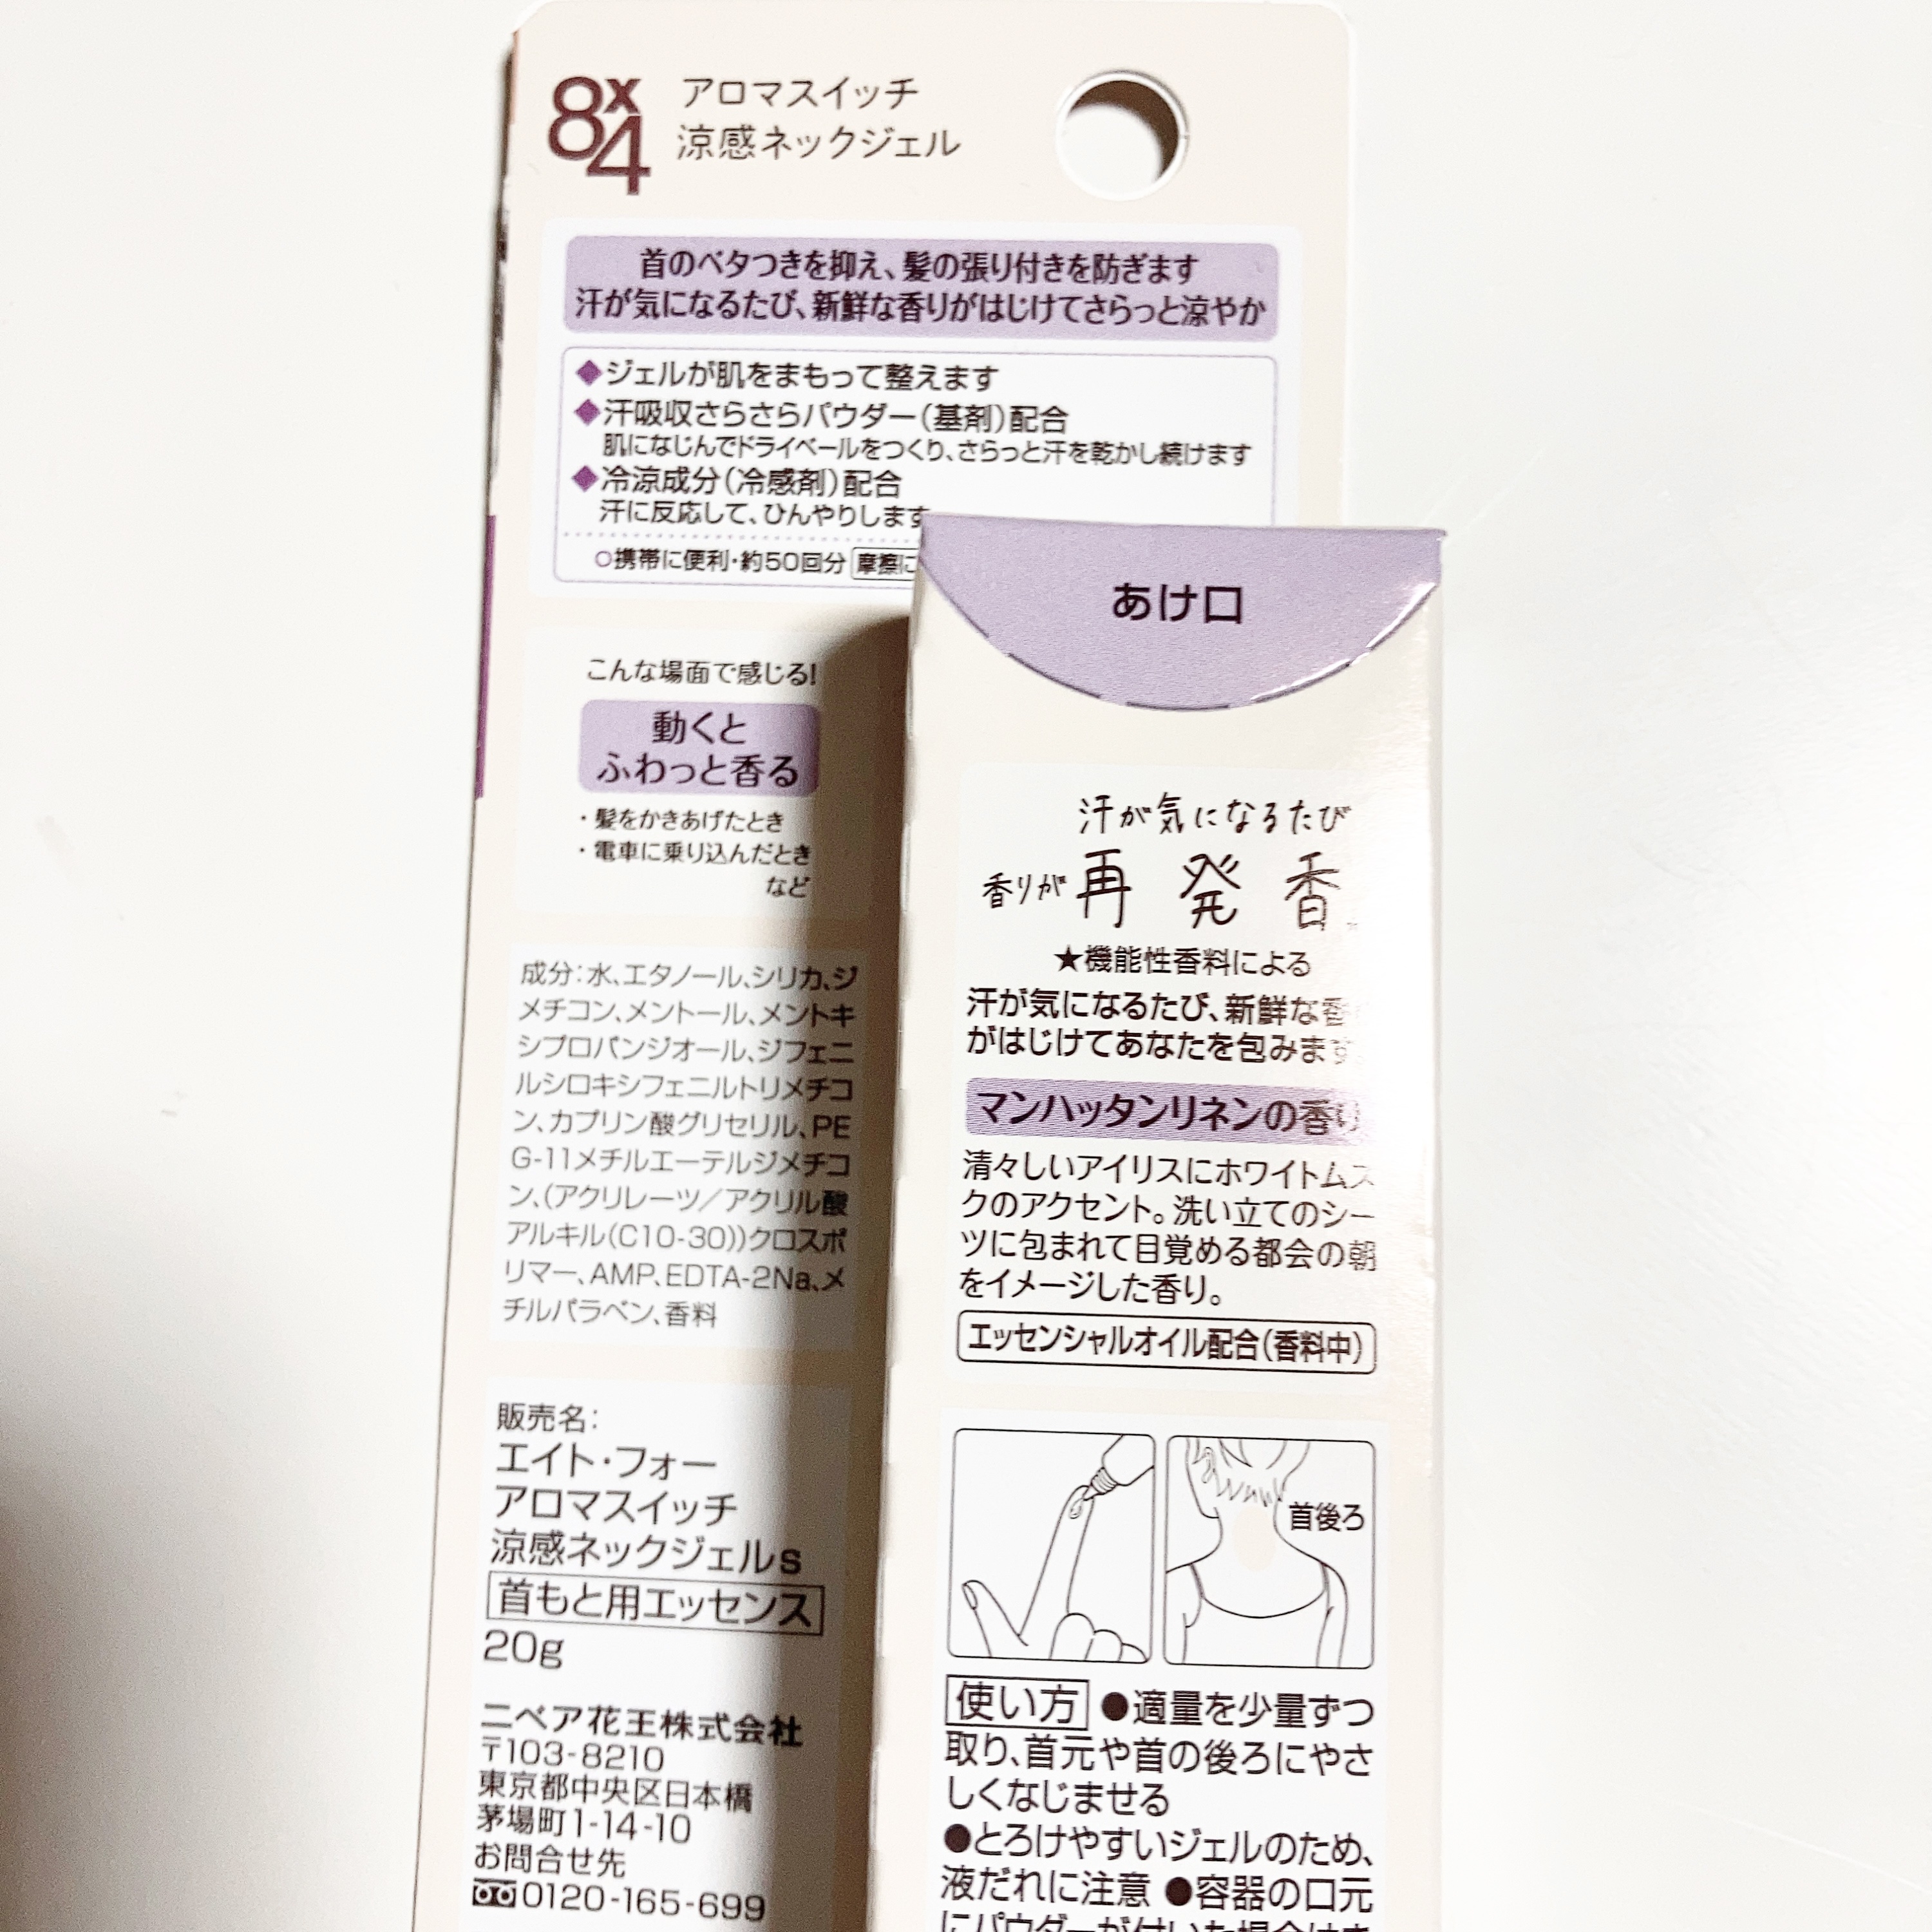 8x4
アロマスイッチ
涼感ネックジェル
首のベタつきを抑え、髪の張り付きを防ぎます
汗が気になるたび、新鮮な香りがはじけてさらっと涼やか
◆ジェルが肌をまもって整えます
◆汗吸収さらさらパウダー(基剤)配合
肌になじんでドライベールをつくり、さらっと汗を乾かし続けます
◆冷涼成分(冷感剤)配合
汗に反応して、ひんやりします
○携帯に便利・約50回分 摩擦に
こんな場面で感じる!
動くと
ふわっと香る
・髪をかきあげたとき
・電車に乗り込んだとき
など
成分:水、エタノール、シリカ、ジ
メチコン、メントール、メントキ
シプロパンジオール、ジフェニ
ルシロキシフェニルトリメチコ
ン、カプリン酸グリセリル、PE
G-11メチルエーテルジメチコ
ン、(アクリレーツ/アクリル酸
アルキル(C10-30))クロスポ
リマー、AMP、EDTA-2Na、メ
チルパラベン、香料
販売名:
エイト・フォー
アロマスイッチ
涼感ネックジェルs
首もと用エッセンス
20g
ニベア花王株式会社
〒103-8210
東京都中央区日本橋
茅場町1-14-10
お問合せ先
0120-165-699
あけ口
汗が気になるたび
香りが再発香
★機能性香料による
汗が気になるたび、新鮮な香
がはじけてあなたを包みます
マンハッタンリネンの香り
清々しいアイリスにホワイトムス
クのアクセント。洗い立てのシー
ツに包まれて目覚める都会の朝
をイメージした香り。
エッセンシャルオイル配合(香料中)
首後ろ
使い方 ●適量を少量ずつ
取り、首元や首の後ろにやさ
しくなじませる
●とろけやすいジェルのため、
液だれに注意 ●容器の口元
にパウダーが付いた場合は